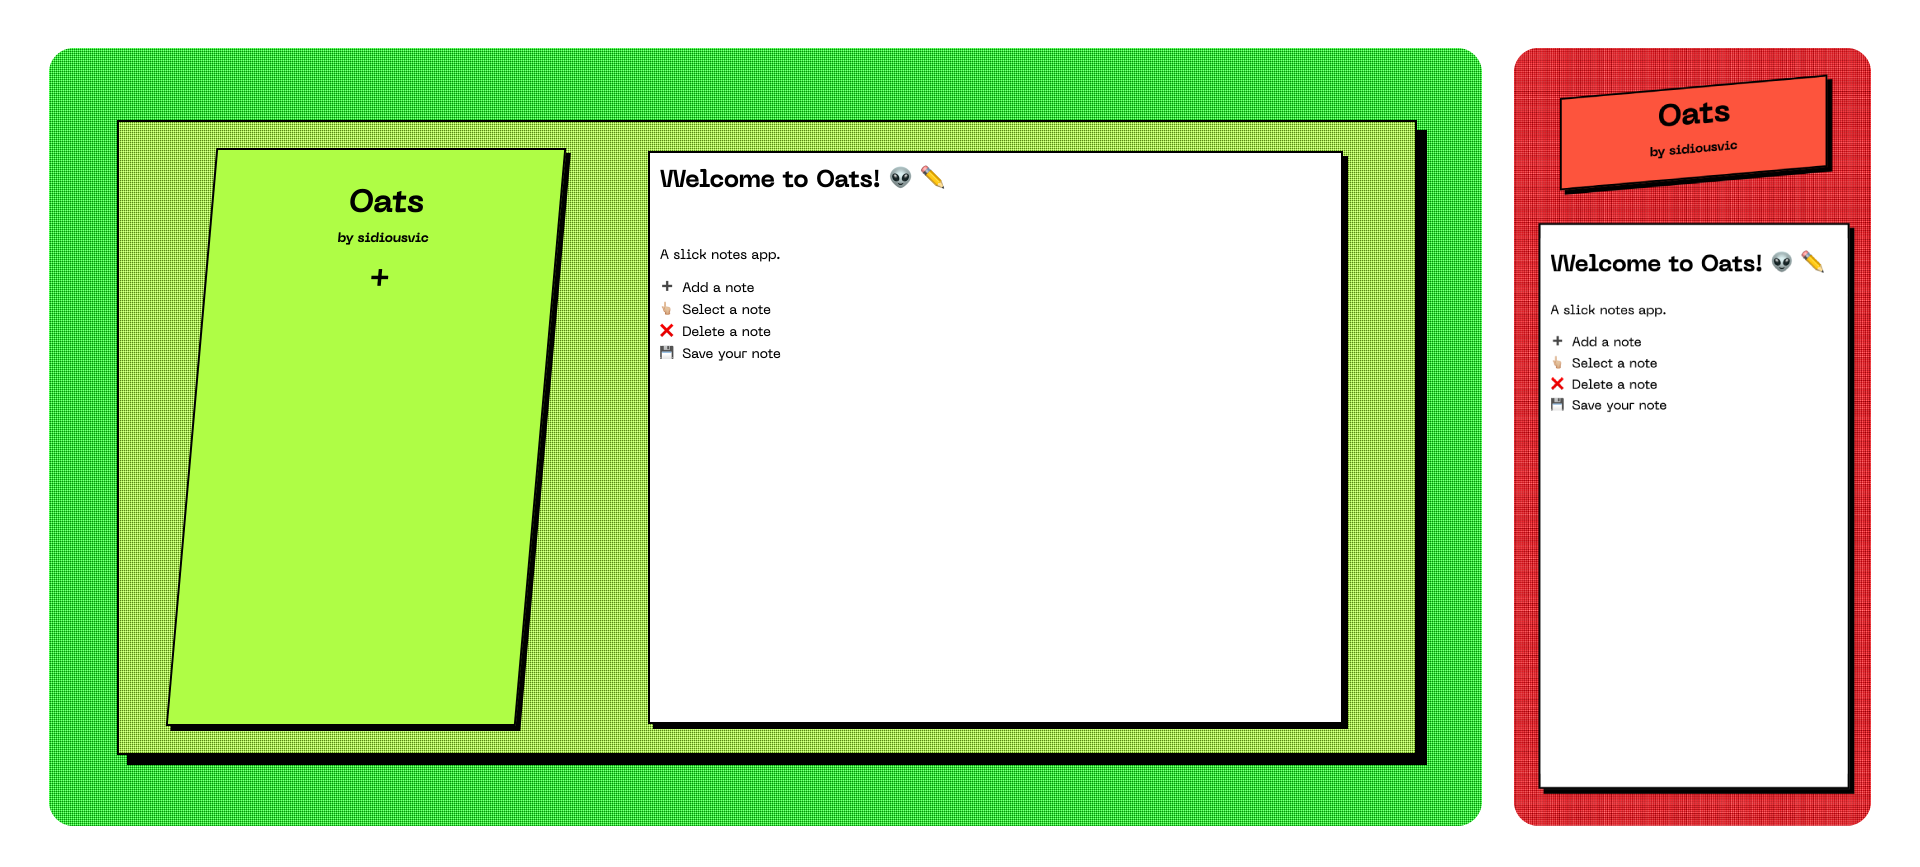 Oats
by sidiousvic
+
Welcome to Oats! 👽 ✏️
A slick notes app.
➕ Add a note
👆🏼 Select a note
❌ Delete a note
💾 Save your note
Oats
by sidiousvic
Welcome to Oats! 👽 ✏️
A slick notes app.
➕ Add a note
👆🏼 Select a note
❌ Delete a note
💾 Save your note